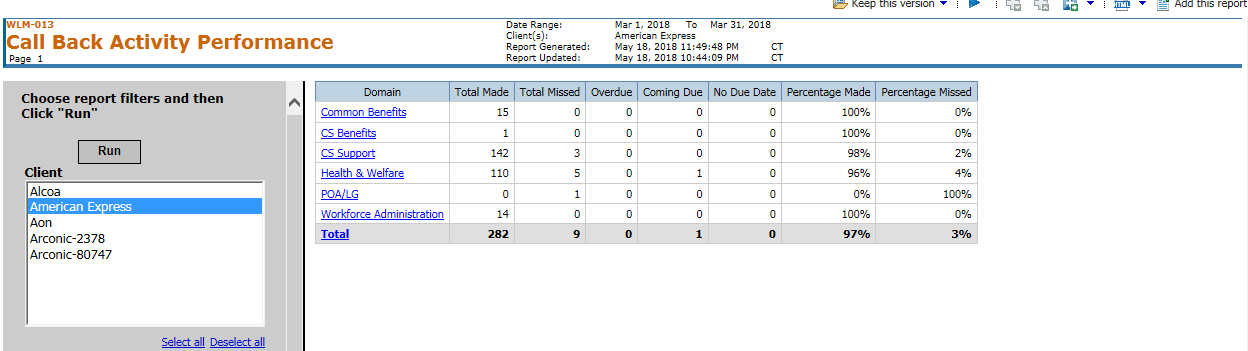 Keep this version
Add this report
WLM-013
Call Back Activity Performance
Page 1
Date Range: Mar 1, 2018 To Mar 31, 2018
Client(s): American Express
Report Generated: May 18, 2018 11:49:48 PM CT
Report Updated: May 18, 2018 10:44:09 PM CT
Choose report filters and then
Click "Run"
Run
Client
Alcoa
American Express
Aon
Arconic-2378
Arconic-80747
Select all Deselect all
Domain Total Made Total Missed Overdue Coming Due No Due Date Percentage Made Percentage Missed
Common Benefits 15 0 0 0 0 100% 0%
CS Benefits 1 0 0 0 0 100% 0%
CS Support 142 3 0 0 0 98% 2%
Health & Welfare 110 5 0 1 0 96% 4%
POA/LG 0 1 0 0 0 0% 100%
Workforce Administration 14 0 0 0 0 100% 0%
Total 282 9 0 1 0 97% 3%